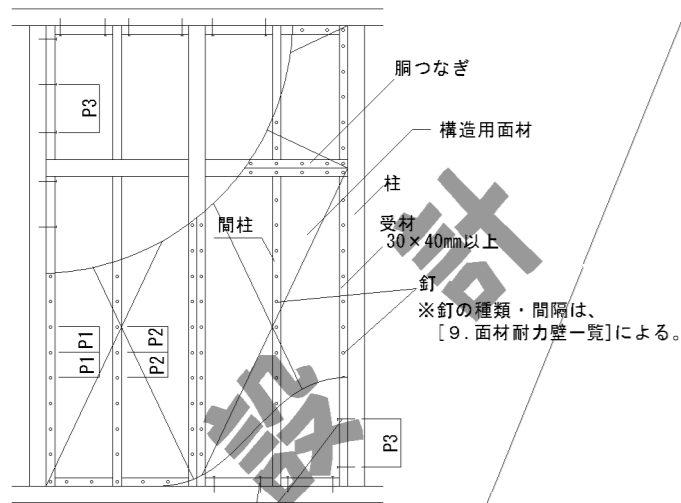 P3
胴つなぎ
構造用面材
柱
間柱
受材
30×40mm以上
釘
※釘の種類・間隔は、
[9.面材耐力壁一覧]による。
P1 P1
P2 P2
P3
設計